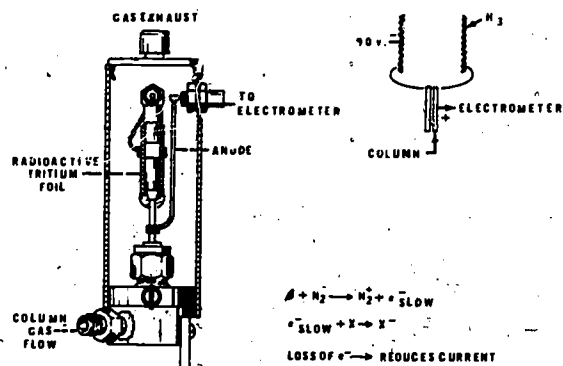 GAS EXHAUST
TO
ELECTROMETER
ANODE
RADIOACTIVE
TRITIUM
FOIL
COLUMN
GAS
FLOW
90 v.
H3
ELECTROMETER
+
COLUMN
β + N2⁻ → N2⁺ + e⁻SLOW
e⁻SLOW + X → X⁻
LOSS OF e⁻ → REDUCES CURRENT